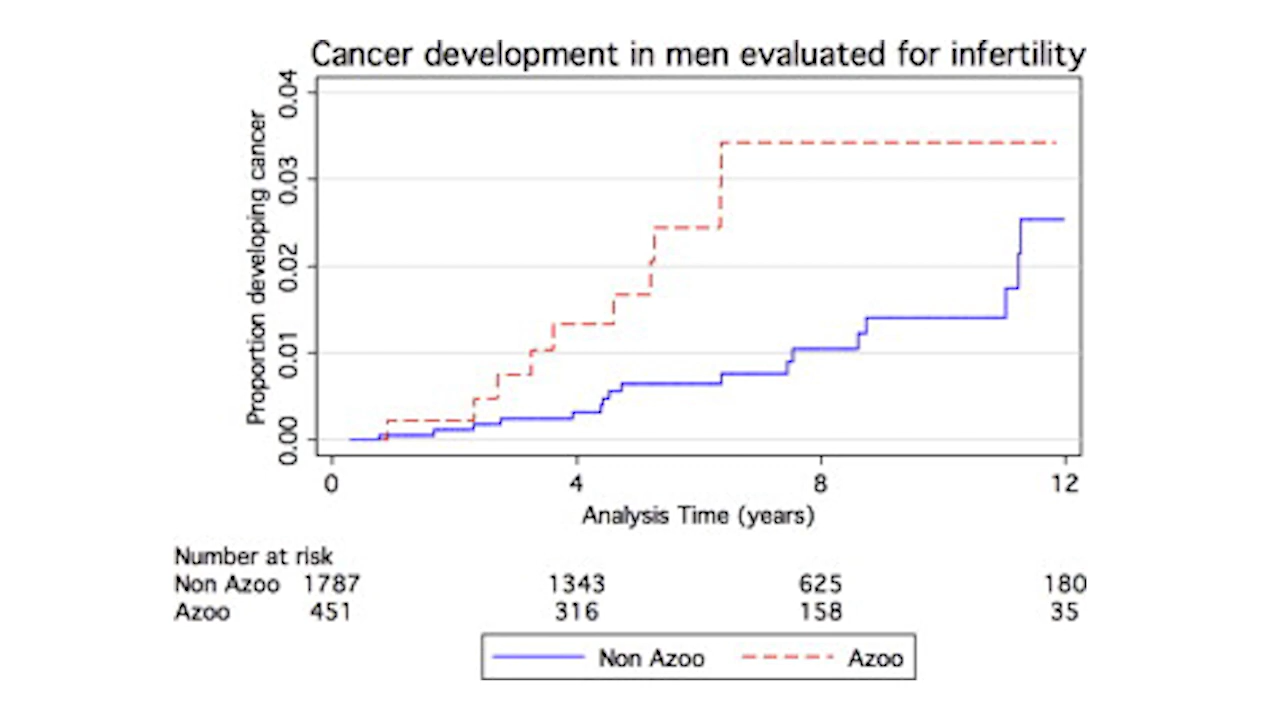 Cancer development in men evaluated for infertility
Proportion developing cancer
0.04
0.03
0.02
0.01
0.00
0 4 8 12
Analysis Time (years)
Number at risk
Non Azoo 1787 1343 625 180
Azoo 451 316 158 35
Non Azoo Azoo